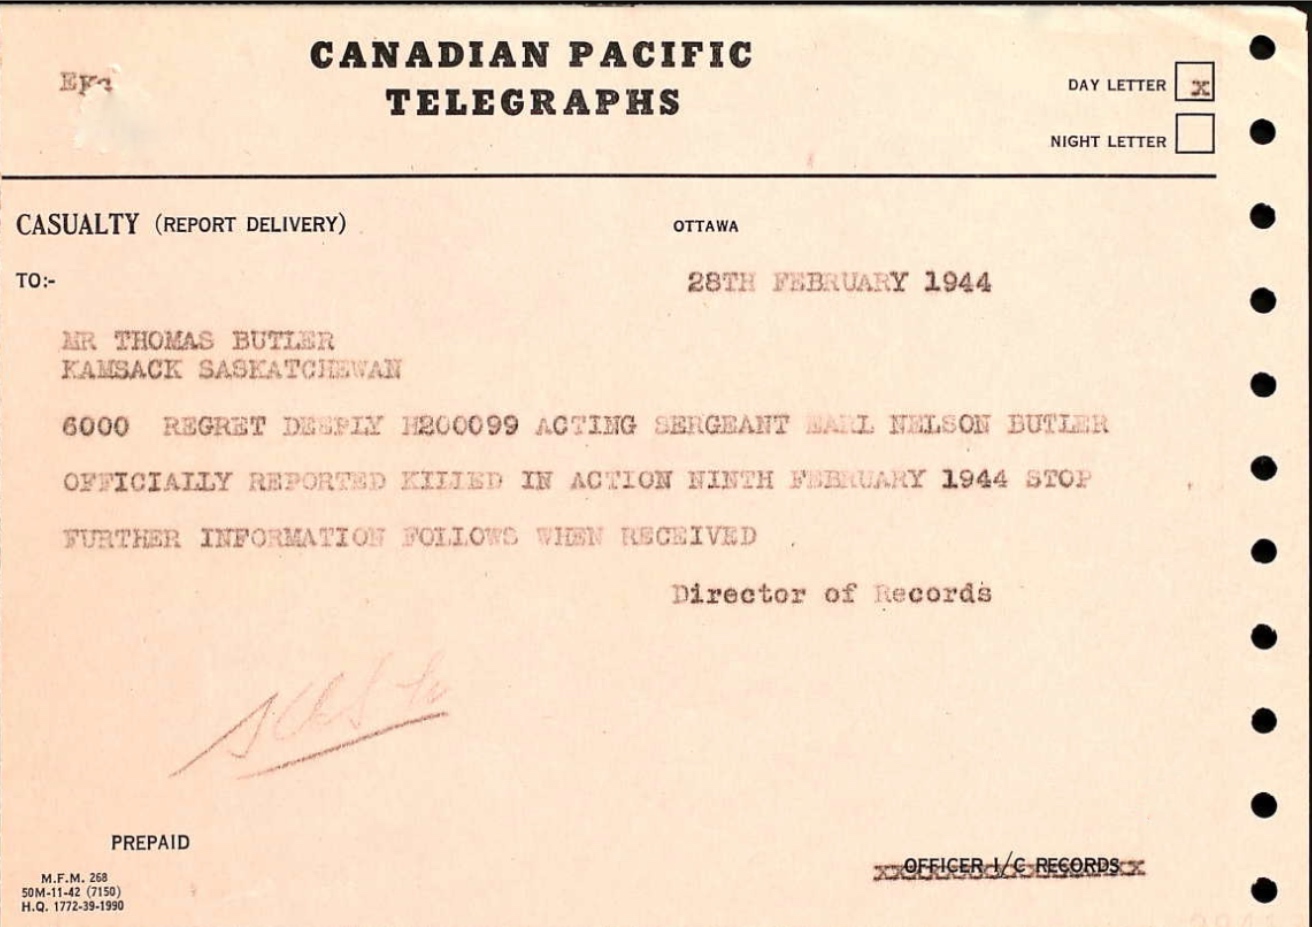 CANADIAN PACIFIC
TELEGRAPHS
DAY LETTER x
NIGHT LETTER
CASUALTY (REPORT DELIVERY)
OTTAWA
TO:-
28TH FEBRUARY 1944
MR THOMAS BUTLER
KAMSACK SASKATCHEWAN
6000 REGRET DEEPLY H200099 ACTING SERGEANT EARL NELSON BUTLER
OFFICIALLY REPORTED KILLED IN ACTION NINTH FEBRUARY 1944 STOP
FURTHER INFORMATION FOLLOWS WHEN RECEIVED
Director of Records
PREPAID
OFFICER I/C RECORDS
M.F.M. 268
50M-11-42 (7150)
H.Q. 1772-39-1990